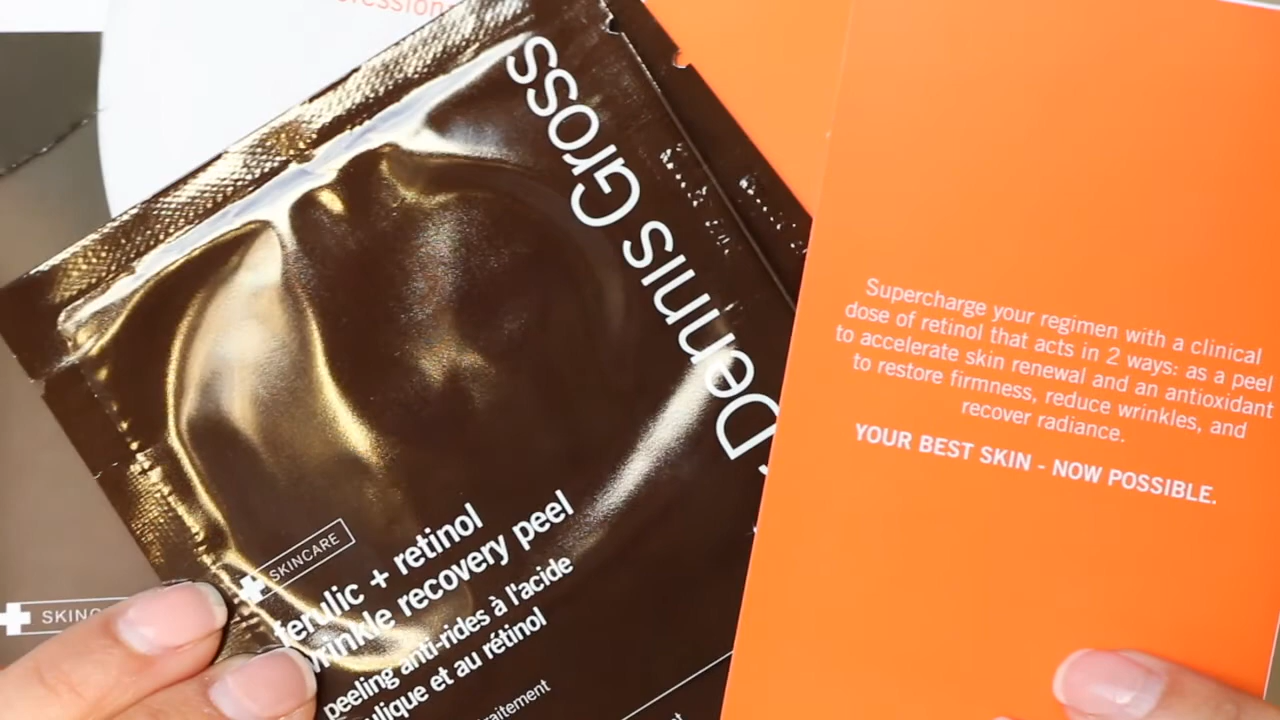 Dennis Gross
SKINCARE
ferulic + retinol
wrinkle recovery peel
peeling anti-rides à l'acide
et au rétinol
Supercharge your regimen with a clinical
dose of retinol that acts in 2 ways: as a peel
to accelerate skin renewal and an antioxidant
to restore firmness, reduce wrinkles, and
recover radiance.
YOUR BEST SKIN - NOW POSSIBLE.